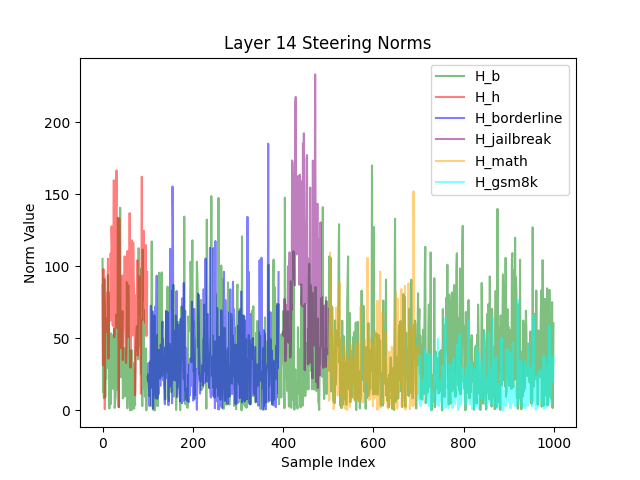 Layer 14 Steering Norms
H_b
H_h
H_borderline
H_jailbreak
H_math
H_gsm8k
Norm Value
200
150
100
50
0
0 200 400 600 800 1000
Sample Index